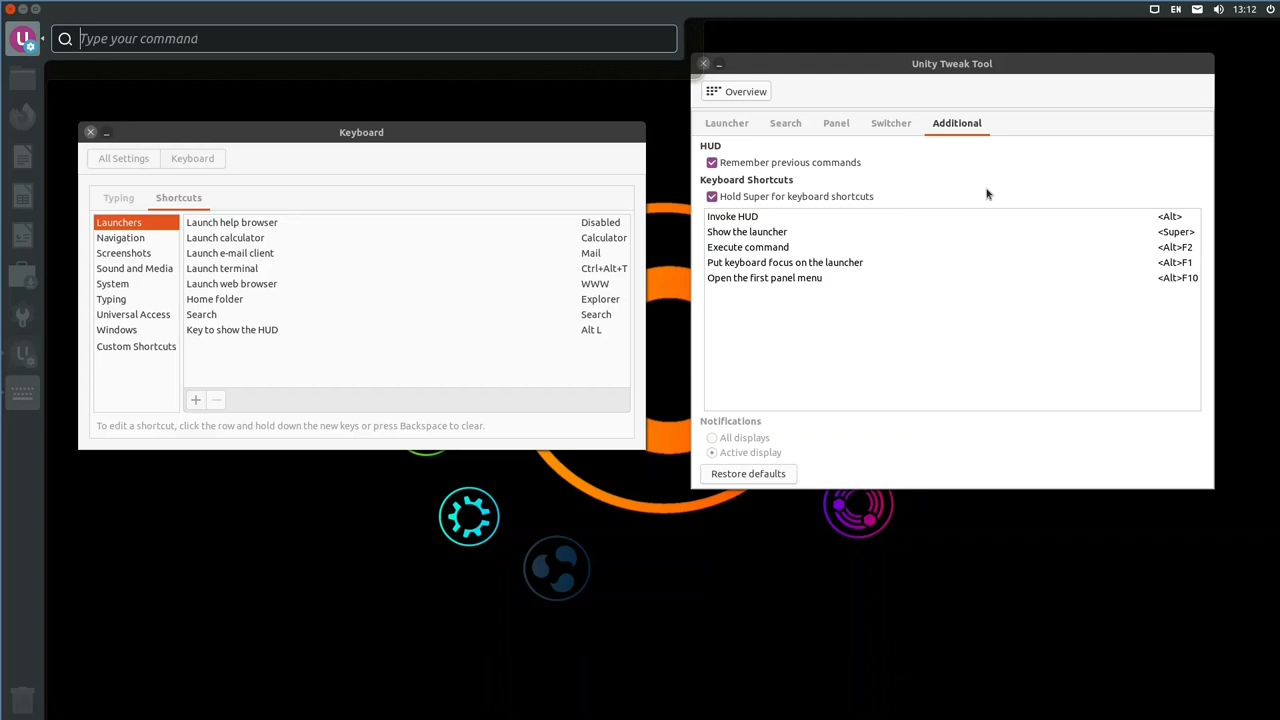 EN 13:12
Type your command
Unity Tweak Tool
Overview
Launcher Search Panel Switcher Additional
HUD
Remember previous commands
Keyboard Shortcuts
Hold Super for keyboard shortcuts
Invoke HUD <Alt>
Show the launcher <Super>
Execute command <Alt>F2
Put keyboard focus on the launcher <Alt>F1
Open the first panel menu <Alt>F10
Notifications
All displays
Active display
Restore defaults
Keyboard
All Settings Keyboard
Typing Shortcuts
Launchers
Navigation
Screenshots
Sound and Media
System
Typing
Universal Access
Windows
Custom Shortcuts
Launch help browser Disabled
Launch calculator Calculator
Launch e-mail client Mail
Launch terminal Ctrl+Alt+T
Launch web browser WWW
Home folder Explorer
Search Search
Key to show the HUD Alt L
To edit a shortcut, click the row and hold down the new keys or press Backspace to clear.